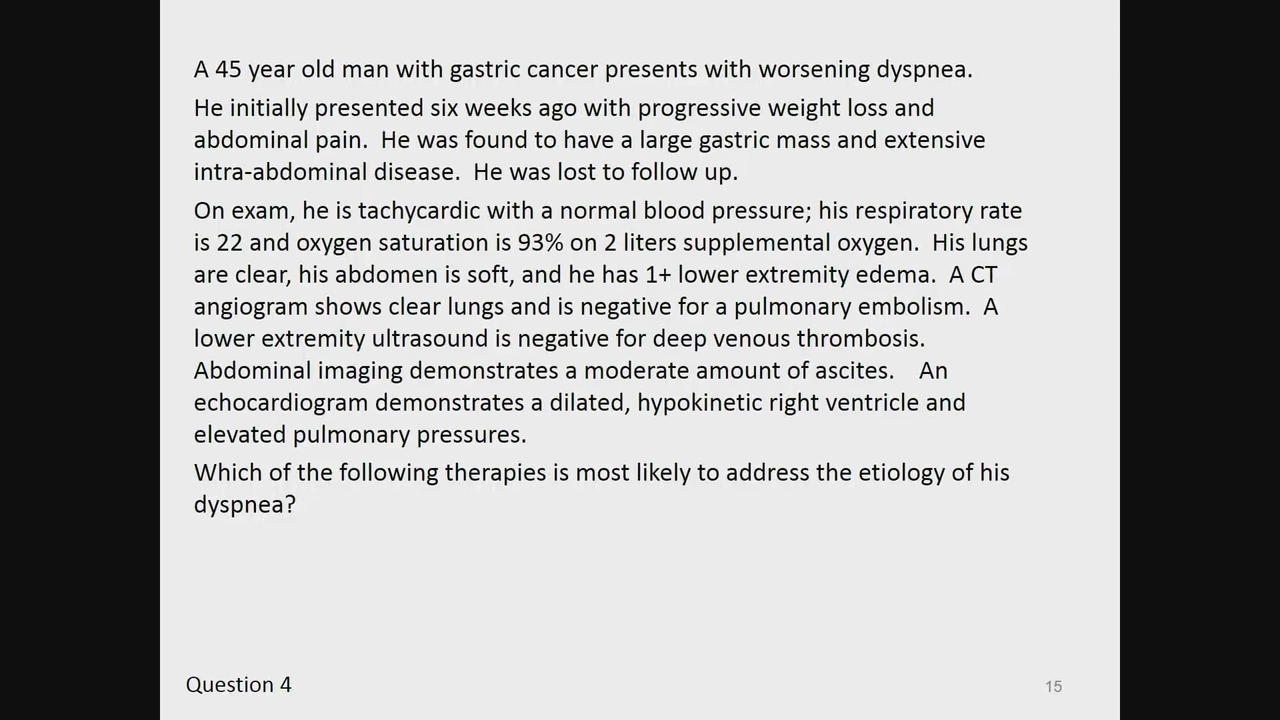 A 45 year old man with gastric cancer presents with worsening dyspnea.
He initially presented six weeks ago with progressive weight loss and
abdominal pain.  He was found to have a large gastric mass and extensive
intra-abdominal disease.  He was lost to follow up.
On exam, he is tachycardic with a normal blood pressure; his respiratory rate
is 22 and oxygen saturation is 93% on 2 liters supplemental oxygen.  His lungs
are clear, his abdomen is soft, and he has 1+ lower extremity edema.  A CT
angiogram shows clear lungs and is negative for a pulmonary embolism.  A
lower extremity ultrasound is negative for deep venous thrombosis.
Abdominal imaging demonstrates a moderate amount of ascites.    An
echocardiogram demonstrates a dilated, hypokinetic right ventricle and
elevated pulmonary pressures.
Which of the following therapies is most likely to address the etiology of his
dyspnea?
Question 4
15